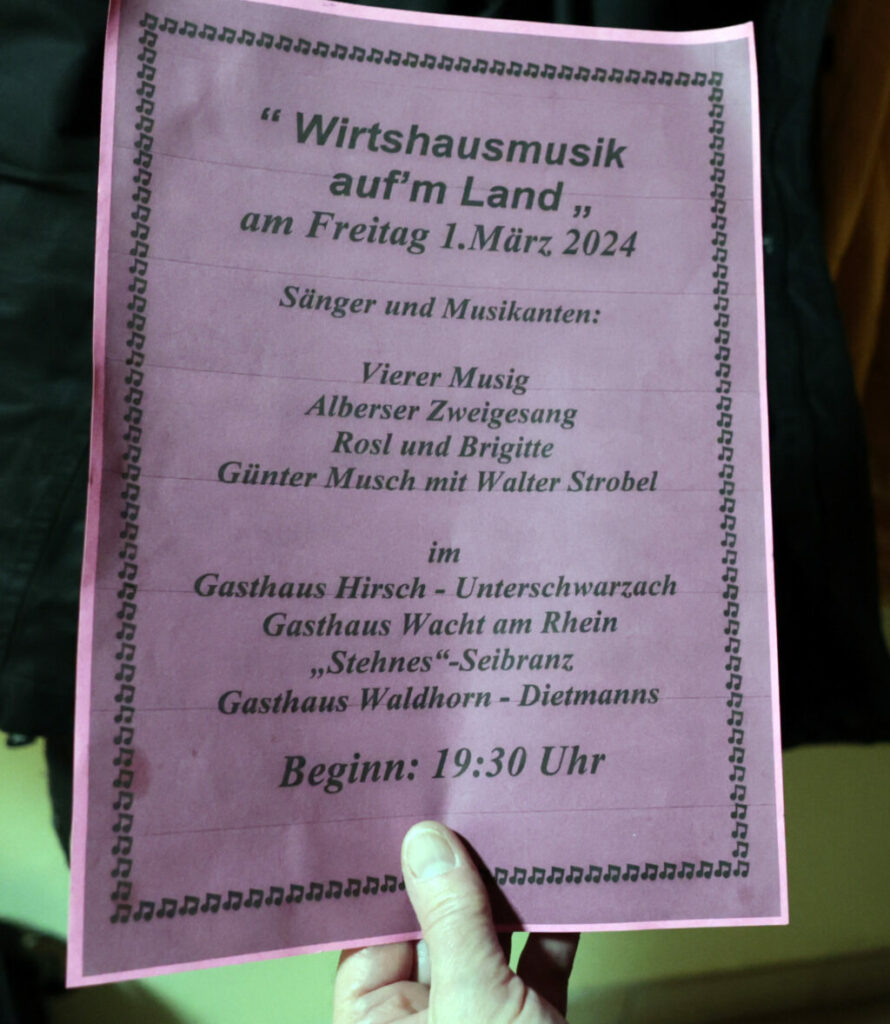 “ Wirtshausmusik
auf’m Land „
am Freitag 1.März 2024
Sänger und Musikanten:
Vierer Musig
Alberser Zweigesang
Rosl und Brigitte
Günter Musch mit Walter Strobel
im
Gasthaus Hirsch - Unterschwarzach
Gasthaus Wacht am Rhein
„Stehnes“-Seibranz
Gasthaus Waldhorn - Dietmanns
Beginn: 19:30 Uhr